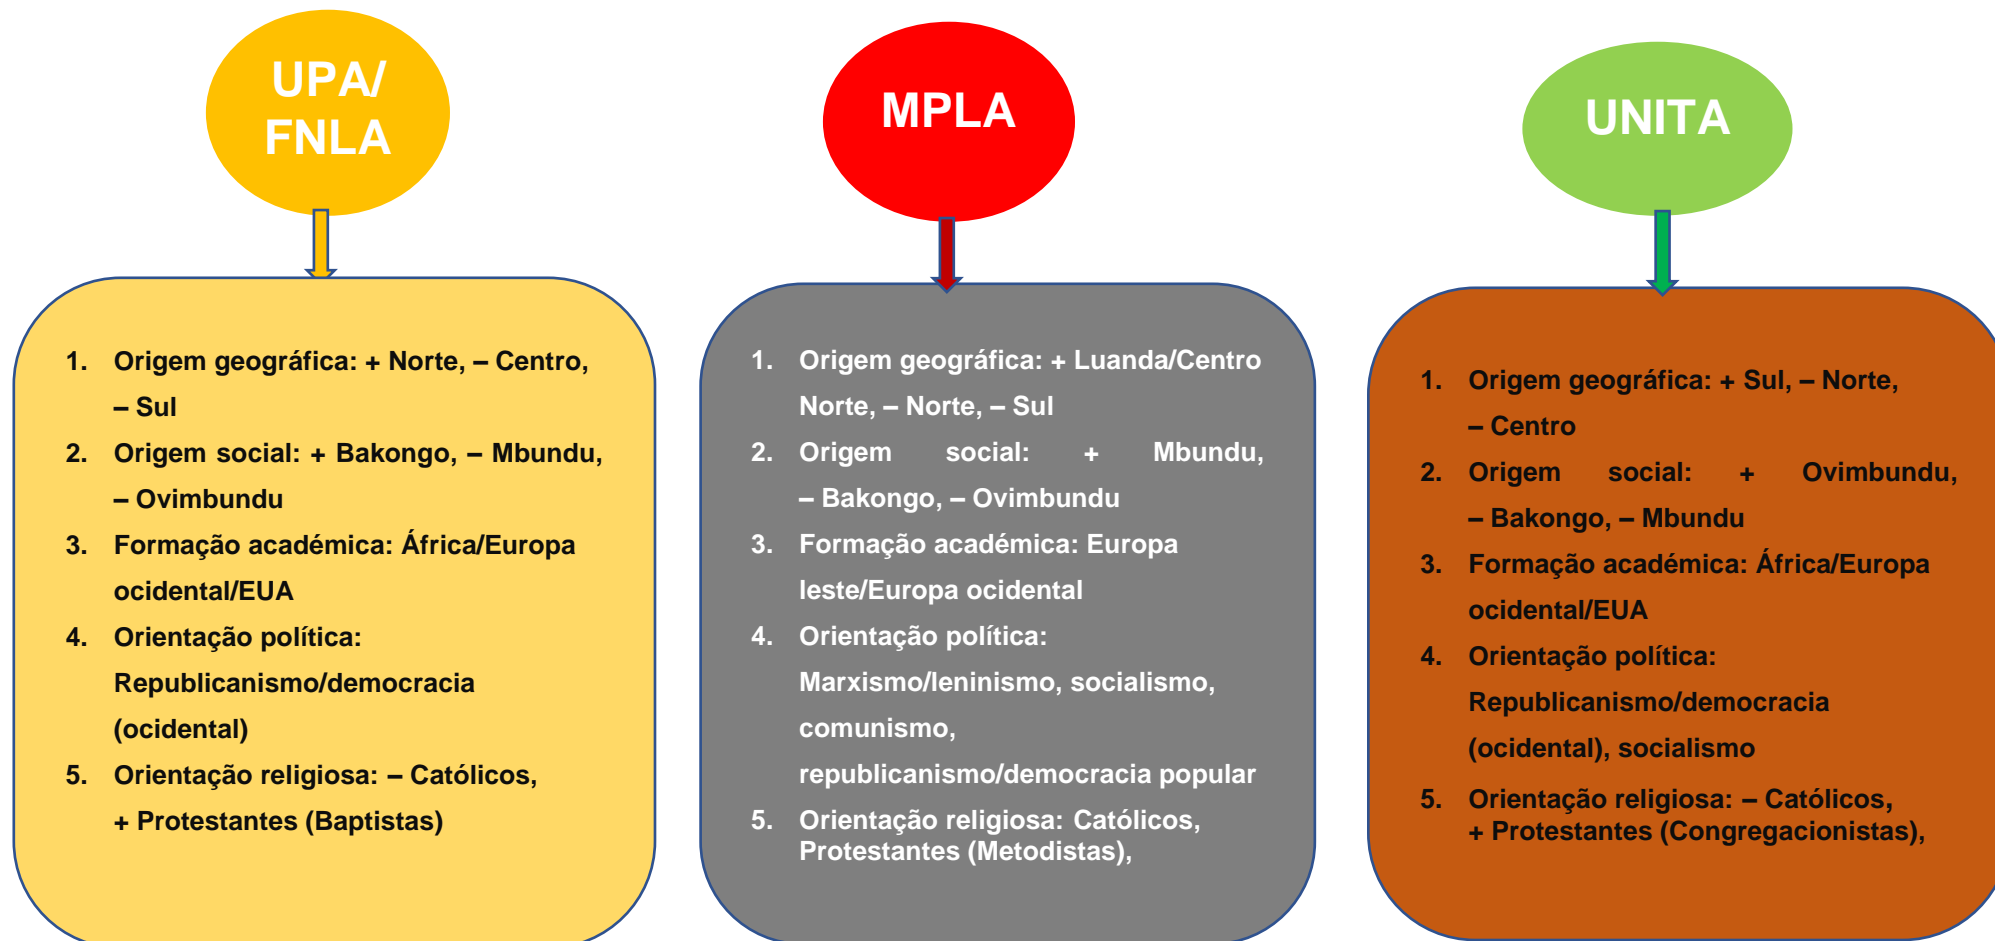 UPA/
FNLA
1. Origem geográfica: + Norte, – Centro,
– Sul
2. Origem social: + Bakongo, – Mbundu,
– Ovimbundu
3. Formação académica: África/Europa
ocidental/EUA
4. Orientação política:
Republicanismo/democracia
(ocidental)
5. Orientação religiosa: – Católicos,
+ Protestantes (Baptistas)
MPLA
1. Origem geográfica: + Luanda/Centro
Norte, – Norte, – Sul
2. Origem social: + Mbundu,
– Bakongo, – Ovimbundu
3. Formação académica: Europa
leste/Europa ocidental
4. Orientação política:
Marxismo/leninismo, socialismo,
comunismo,
republicanismo/democracia popular
5. Orientação religiosa: Católicos,
Protestantes (Metodistas),
UNITA
1. Origem geográfica: + Sul, – Norte,
– Centro
2. Origem social: + Ovimbundu,
– Bakongo, – Mbundu
3. Formação académica: África/Europa
ocidental/EUA
4. Orientação política:
Republicanismo/democracia
(ocidental), socialismo
5. Orientação religiosa: – Católicos,
+ Protestantes (Congregacionistas),